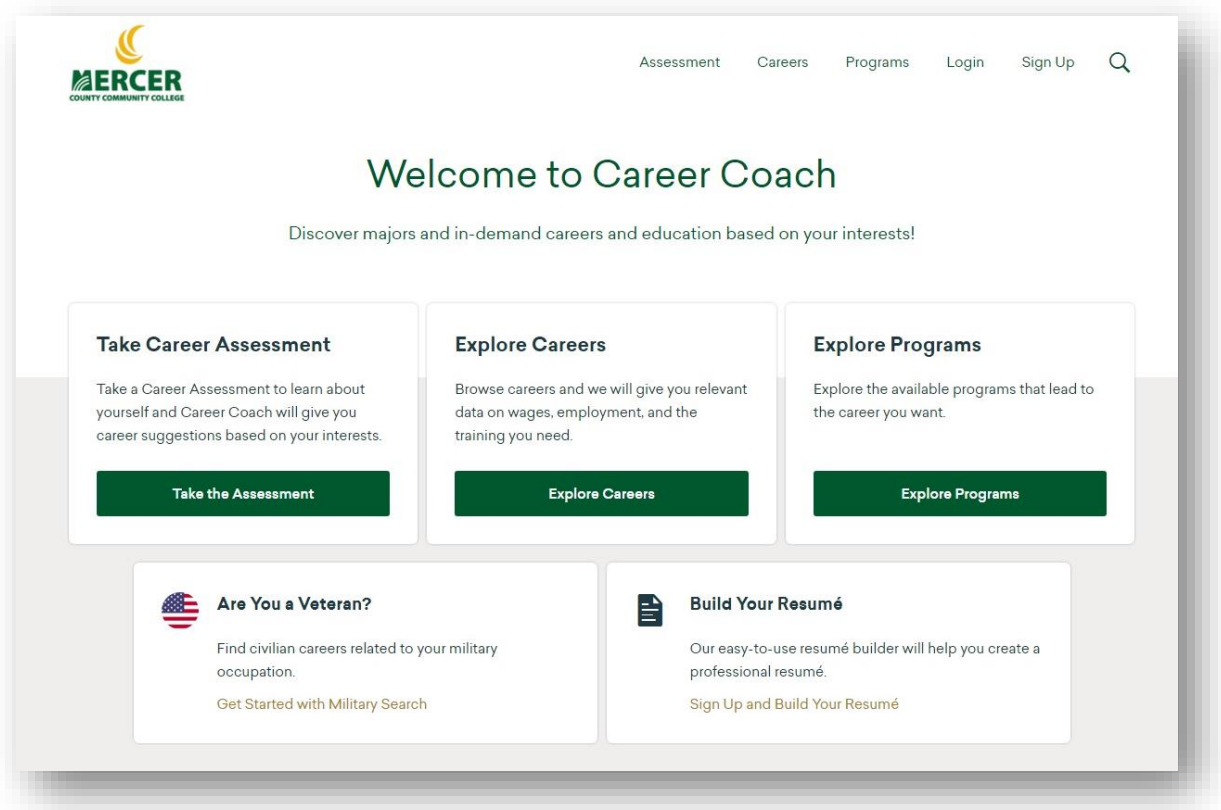 MERCER
COUNTY COMMUNITY COLLEGE
Assessment Careers Programs Login Sign Up
Welcome to Career Coach
Discover majors and in-demand careers and education based on your interests!
Take Career Assessment
Take a Career Assessment to learn about
yourself and Career Coach will give you
career suggestions based on your interests.
Take the Assessment
Explore Careers
Browse careers and we will give you relevant
data on wages, employment, and the
training you need.
Explore Careers
Explore Programs
Explore the available programs that lead to
the career you want.
Explore Programs
Are You a Veteran?
Find civilian careers related to your military
occupation.
Get Started with Military Search
Build Your Resumé
Our easy-to-use resumé builder will help you create a
professional resumé.
Sign Up and Build Your Resumé